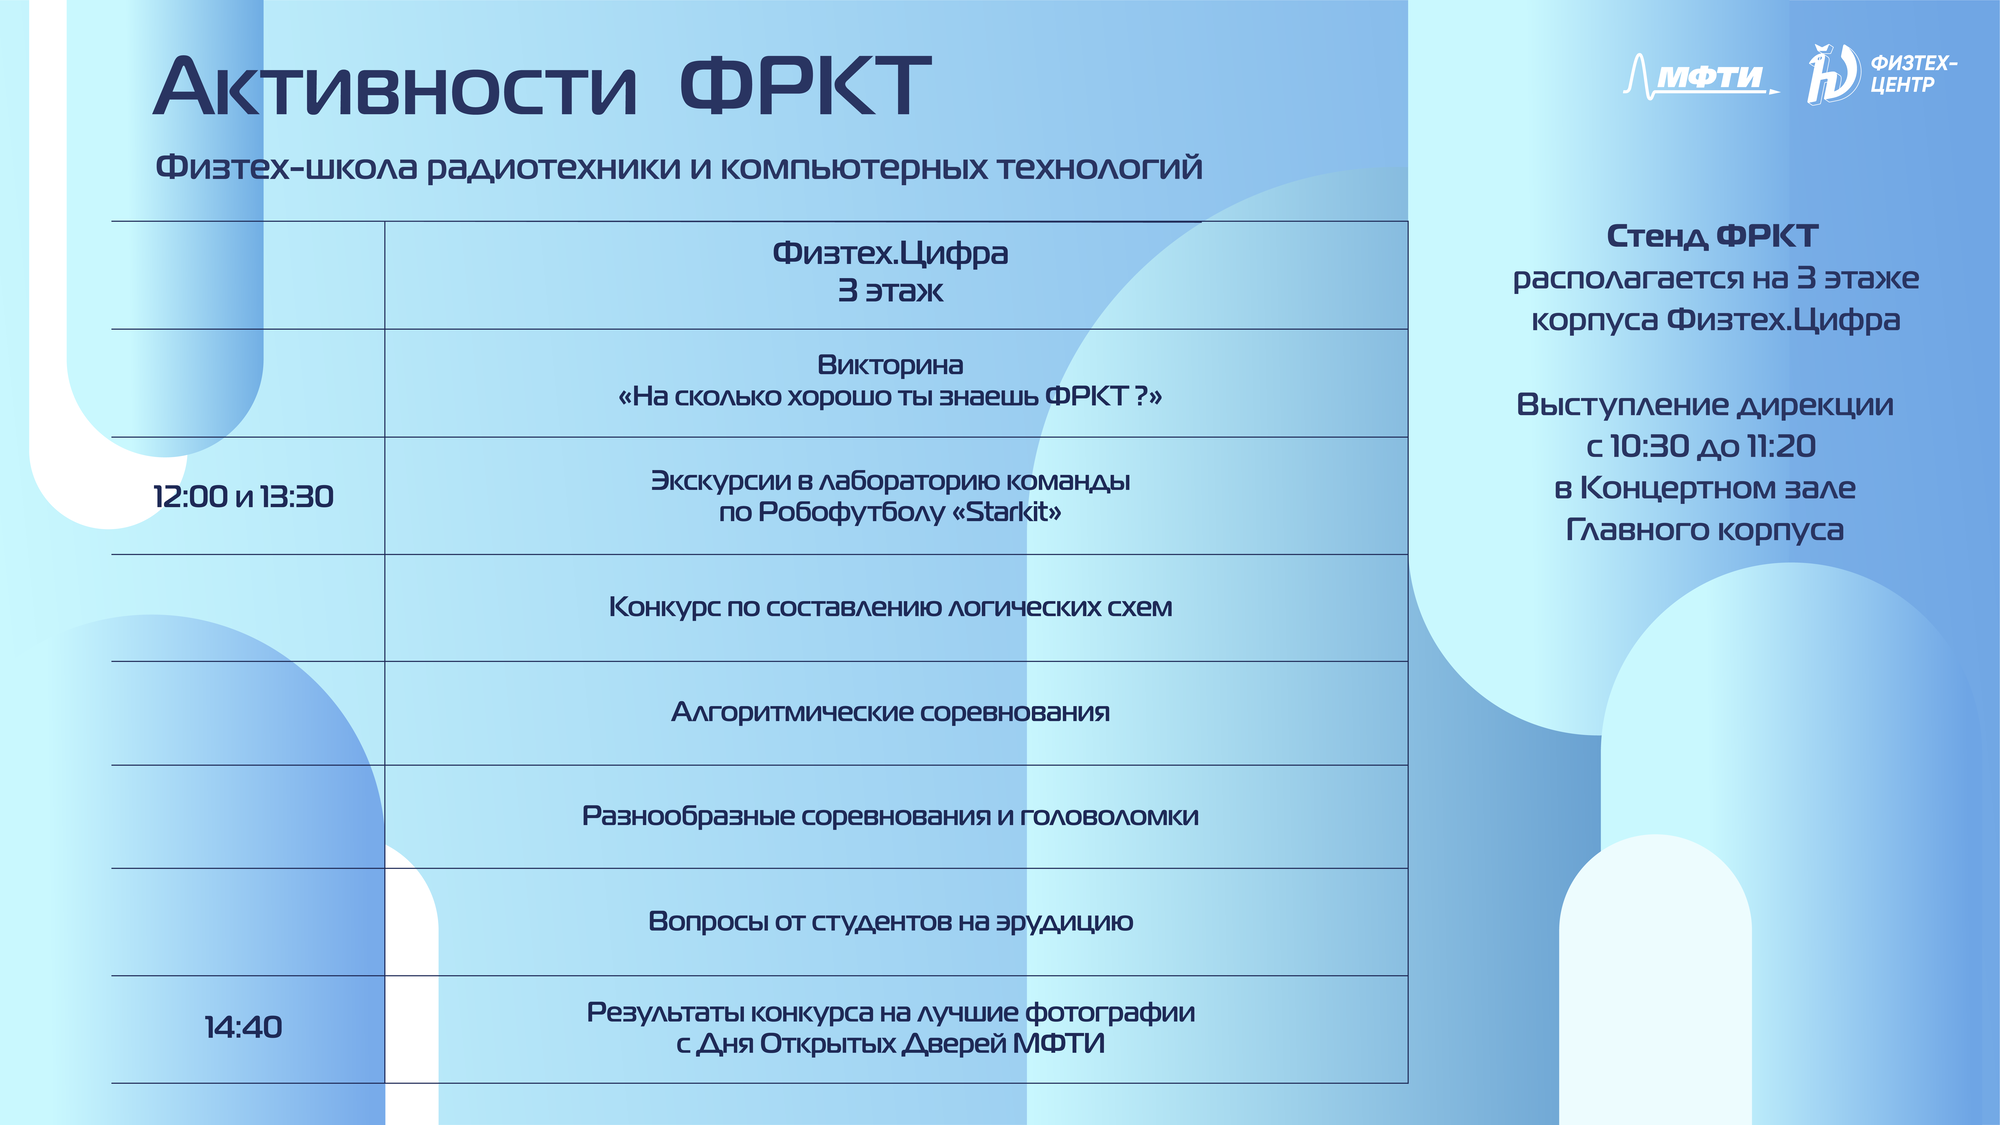 Активности ФРКТ
Физтех-школа радиотехники и компьютерных технологий
МФТИ
ФИЗТЕХ-
ЦЕНТР
Физтех.Цифра
3 этаж
Викторина
«На сколько хорошо ты знаешь ФРКТ ?»
12:00 и 13:30
Экскурсии в лабораторию команды
по Робофутболу «Starkit»
Конкурс по составлению логических схем
Алгоритмические соревнования
Разнообразные соревнования и головоломки
Вопросы от студентов на эрудицию
14:40
Результаты конкурса на лучшие фотографии
с Дня Открытых Дверей МФТИ
Стенд ФРКТ
располагается на 3 этаже
корпуса Физтех.Цифра
Выступление дирекции
с 10:30 до 11:20
в Концертном зале
Главного корпуса